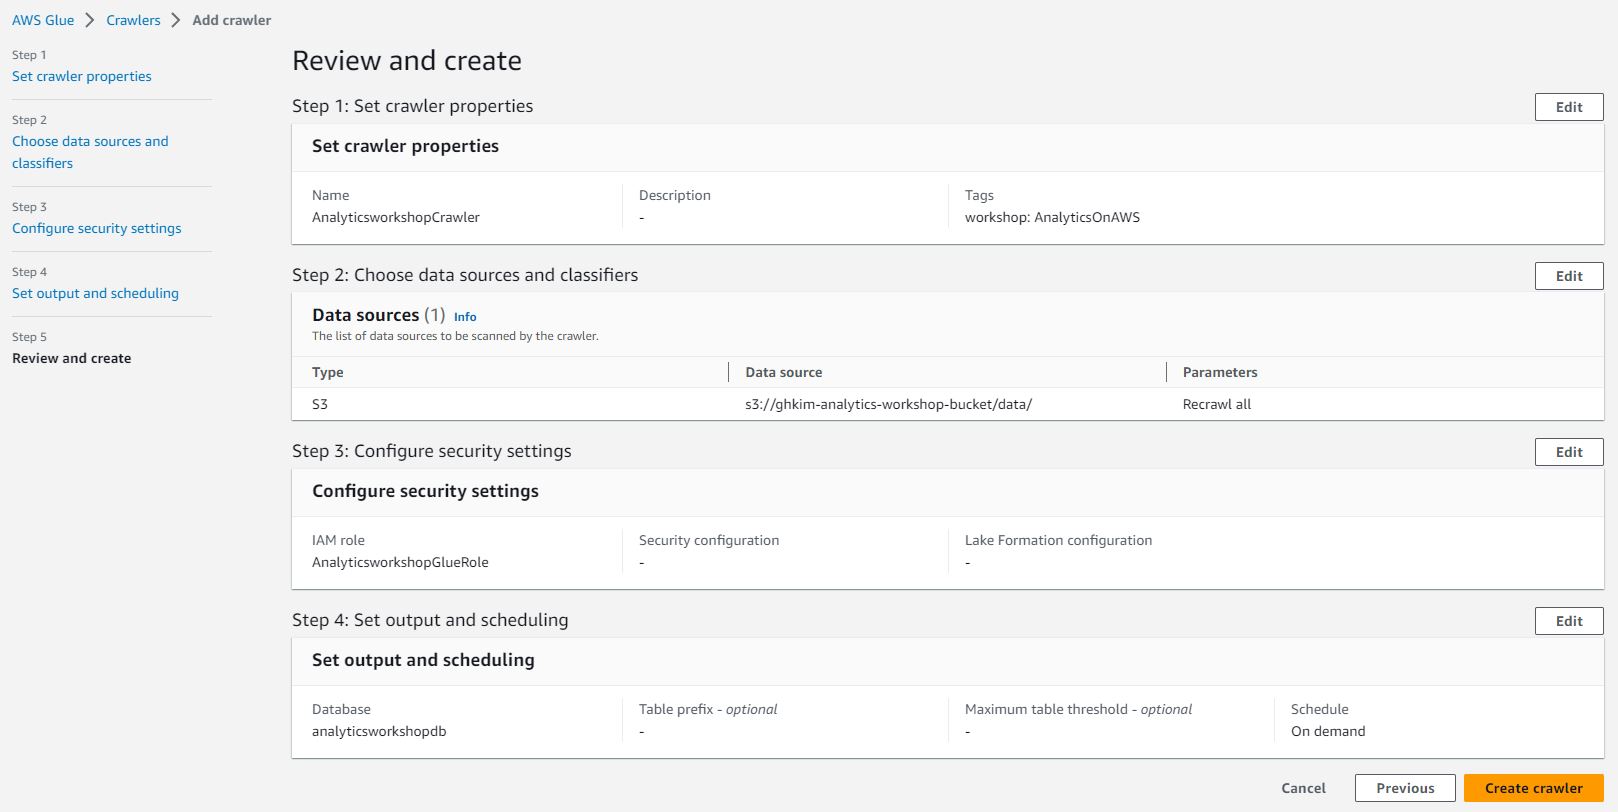 AWS Glue > Crawlers > Add crawler
Step 1
Set crawler properties
Step 2
Choose data sources and
classifiers
Step 3
Configure security settings
Step 4
Set output and scheduling
Step 5
Review and create
Review and create
Step 1: Set crawler properties
Edit
Set crawler properties
Name
AnalyticsworkshopCrawler
Description
-
Tags
workshop: AnalyticsOnAWS
Step 2: Choose data sources and classifiers
Edit
Data sources (1) Info
The list of data sources to be scanned by the crawler.
Type Data source Parameters
S3 s3://ghkim-analytics-workshop-bucket/data/ Recrawl all
Step 3: Configure security settings
Edit
Configure security settings
IAM role
AnalyticsworkshopGlueRole
Security configuration
-
Lake Formation configuration
-
Step 4: Set output and scheduling
Edit
Set output and scheduling
Database
analyticsworkshopdb
Table prefix - optional
-
Maximum table threshold - optional
-
Schedule
On demand
Cancel
Previous
Create crawler